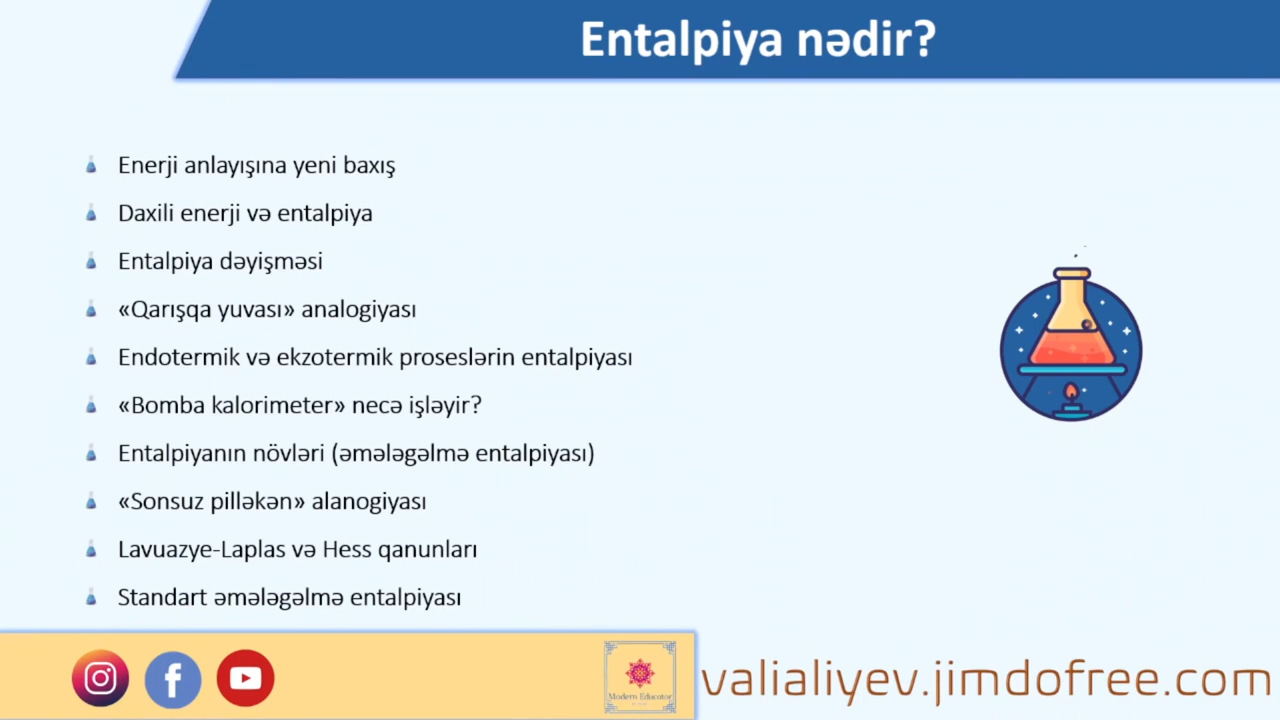 Entalpiya nədir?
Enerji anlayışına yeni baxış
Daxili enerji və entalpiya
Entalpiya dəyişməsi
«Qarışqa yuvası» analogiyası
Endotermik və ekzotermik proseslərin entalpiyası
«Bomba kalorimeter» necə işləyir?
Entalpiyanın növləri (əmələgəlmə entalpiyası)
«Sonsuz pilləkən» alanogiyası
Lavuazye-Laplas və Hess qanunları
Standart əmələgəlmə entalpiyası
Modern Educator
valialiyev.jimdofree.com